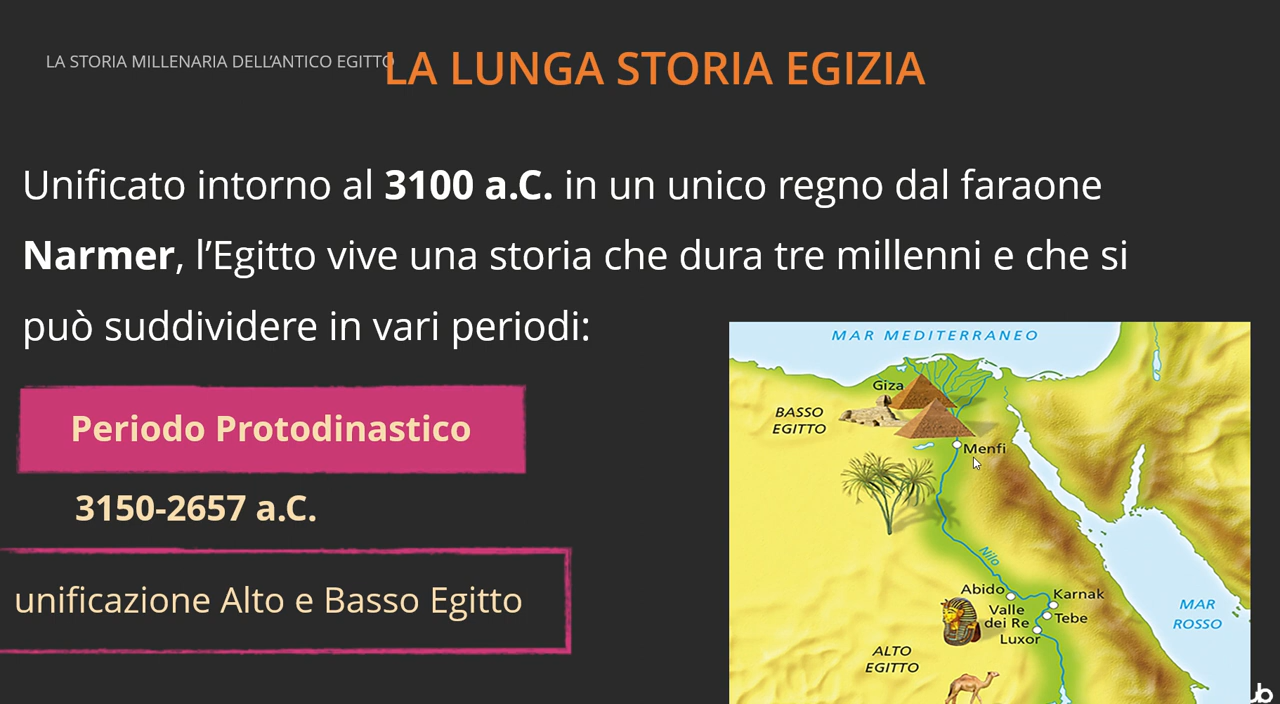 LA STORIA MILLENARIA DELL'ANTICO EGITTO
LA LUNGA STORIA EGIZIA
Unificato intorno al 3100 a.C. in un unico regno dal faraone
Narmer, l'Egitto vive una storia che dura tre millenni e che si
può suddividere in vari periodi:
Periodo Protodinastico
3150-2657 a.C.
unificazione Alto e Basso Egitto
MAR MEDITERRANEO
Giza
BASSO
EGITTO
Menfi
Nilo
Abido
Karnak
Valle
dei Re
Tebe
Luxor
MAR
ROSSO
ALTO
EGITTO